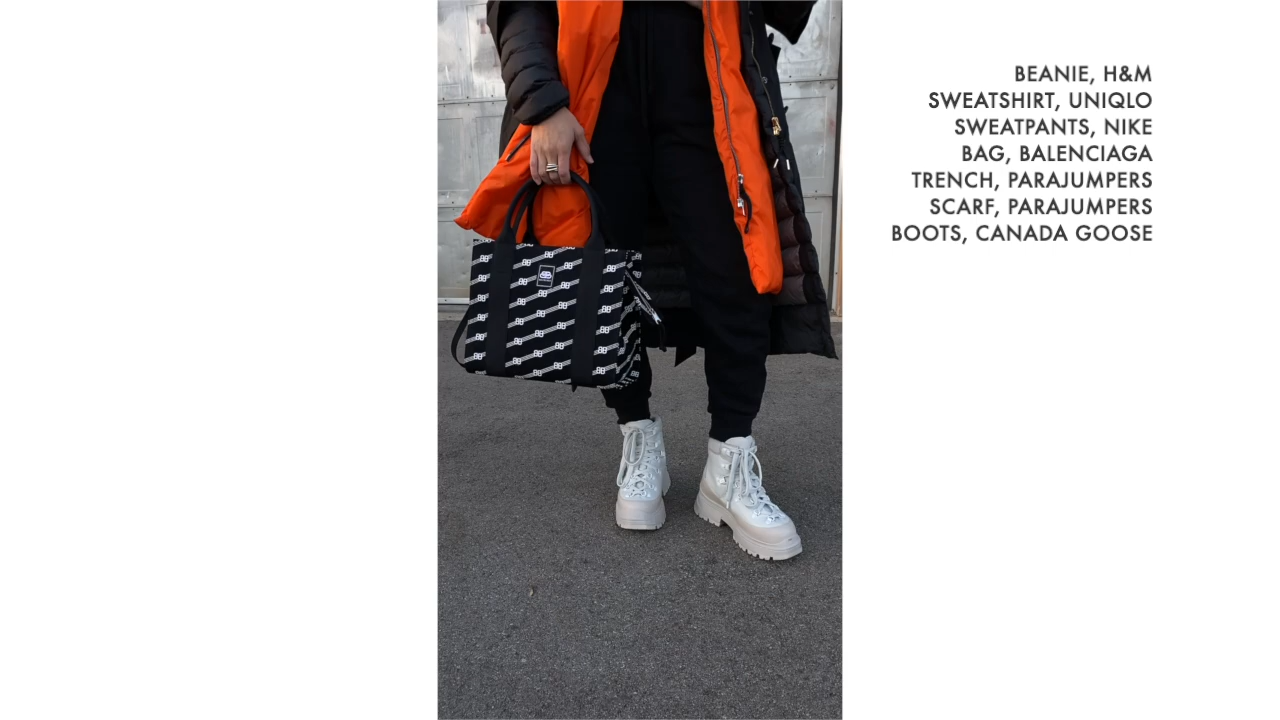 BEANIE, H&M
SWEATSHIRT, UNIQLO
SWEATPANTS, NIKE
BAG, BALENCIAGA
TRENCH, PARAJUMPERS
SCARF, PARAJUMPERS
BOOTS, CANADA GOOSE